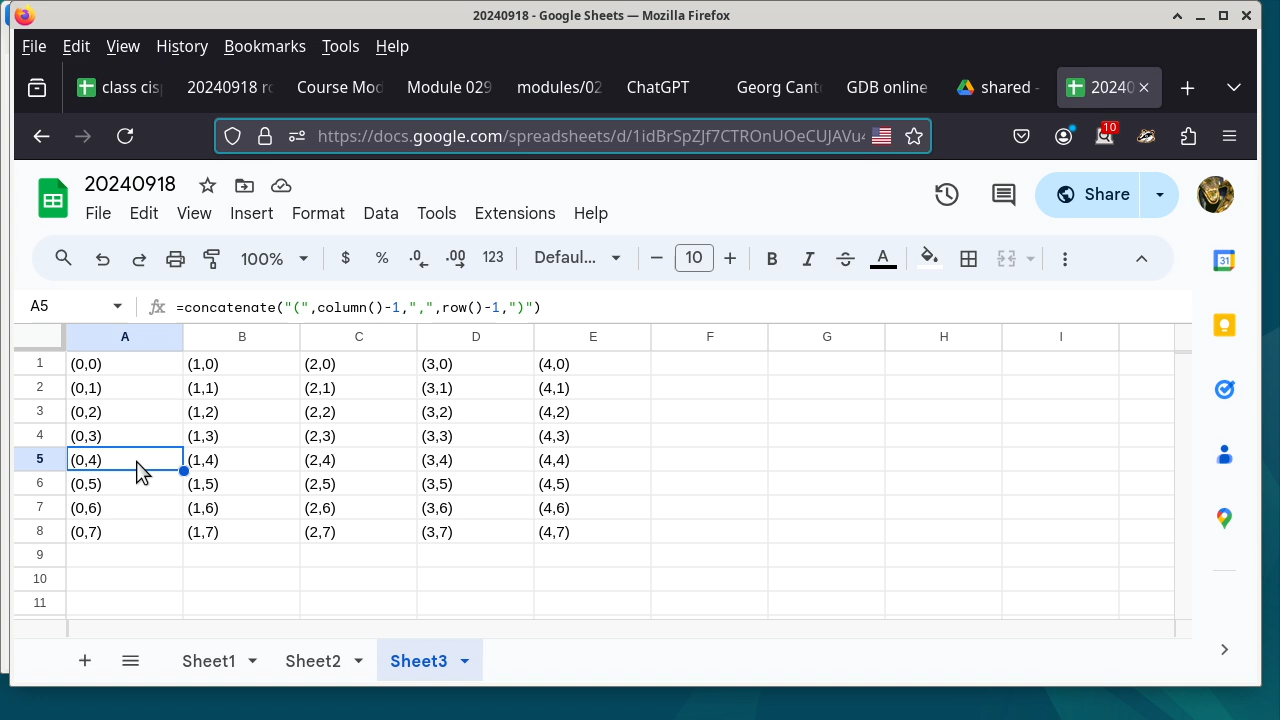 20240918 - Google Sheets — Mozilla Firefox
File Edit View History Bookmarks Tools Help
class cis 20240918 rc Course Mod Module 029 modules/02 ChatGPT Georg Cant GDB online shared - 20240
https://docs.google.com/spreadsheets/d/1idBrSpZJf7CTROnUOeCUJAVu4
10
20240918
Share
File Edit View Insert Format Data Tools Extensions Help
100% $ % .0 .00 123 Defaul... − 10 + B I S A
31
A5 fx =concatenate("(",column()-1,",",row()-1,")")
A B C D E F G H I
1 (0,0) (1,0) (2,0) (3,0) (4,0)
2 (0,1) (1,1) (2,1) (3,1) (4,1)
3 (0,2) (1,2) (2,2) (3,2) (4,2)
4 (0,3) (1,3) (2,3) (3,3) (4,3)
5 (0,4) (1,4) (2,4) (3,4) (4,4)
6 (0,5) (1,5) (2,5) (3,5) (4,5)
7 (0,6) (1,6) (2,6) (3,6) (4,6)
8 (0,7) (1,7) (2,7) (3,7) (4,7)
9
10
11
Sheet1 Sheet2 Sheet3